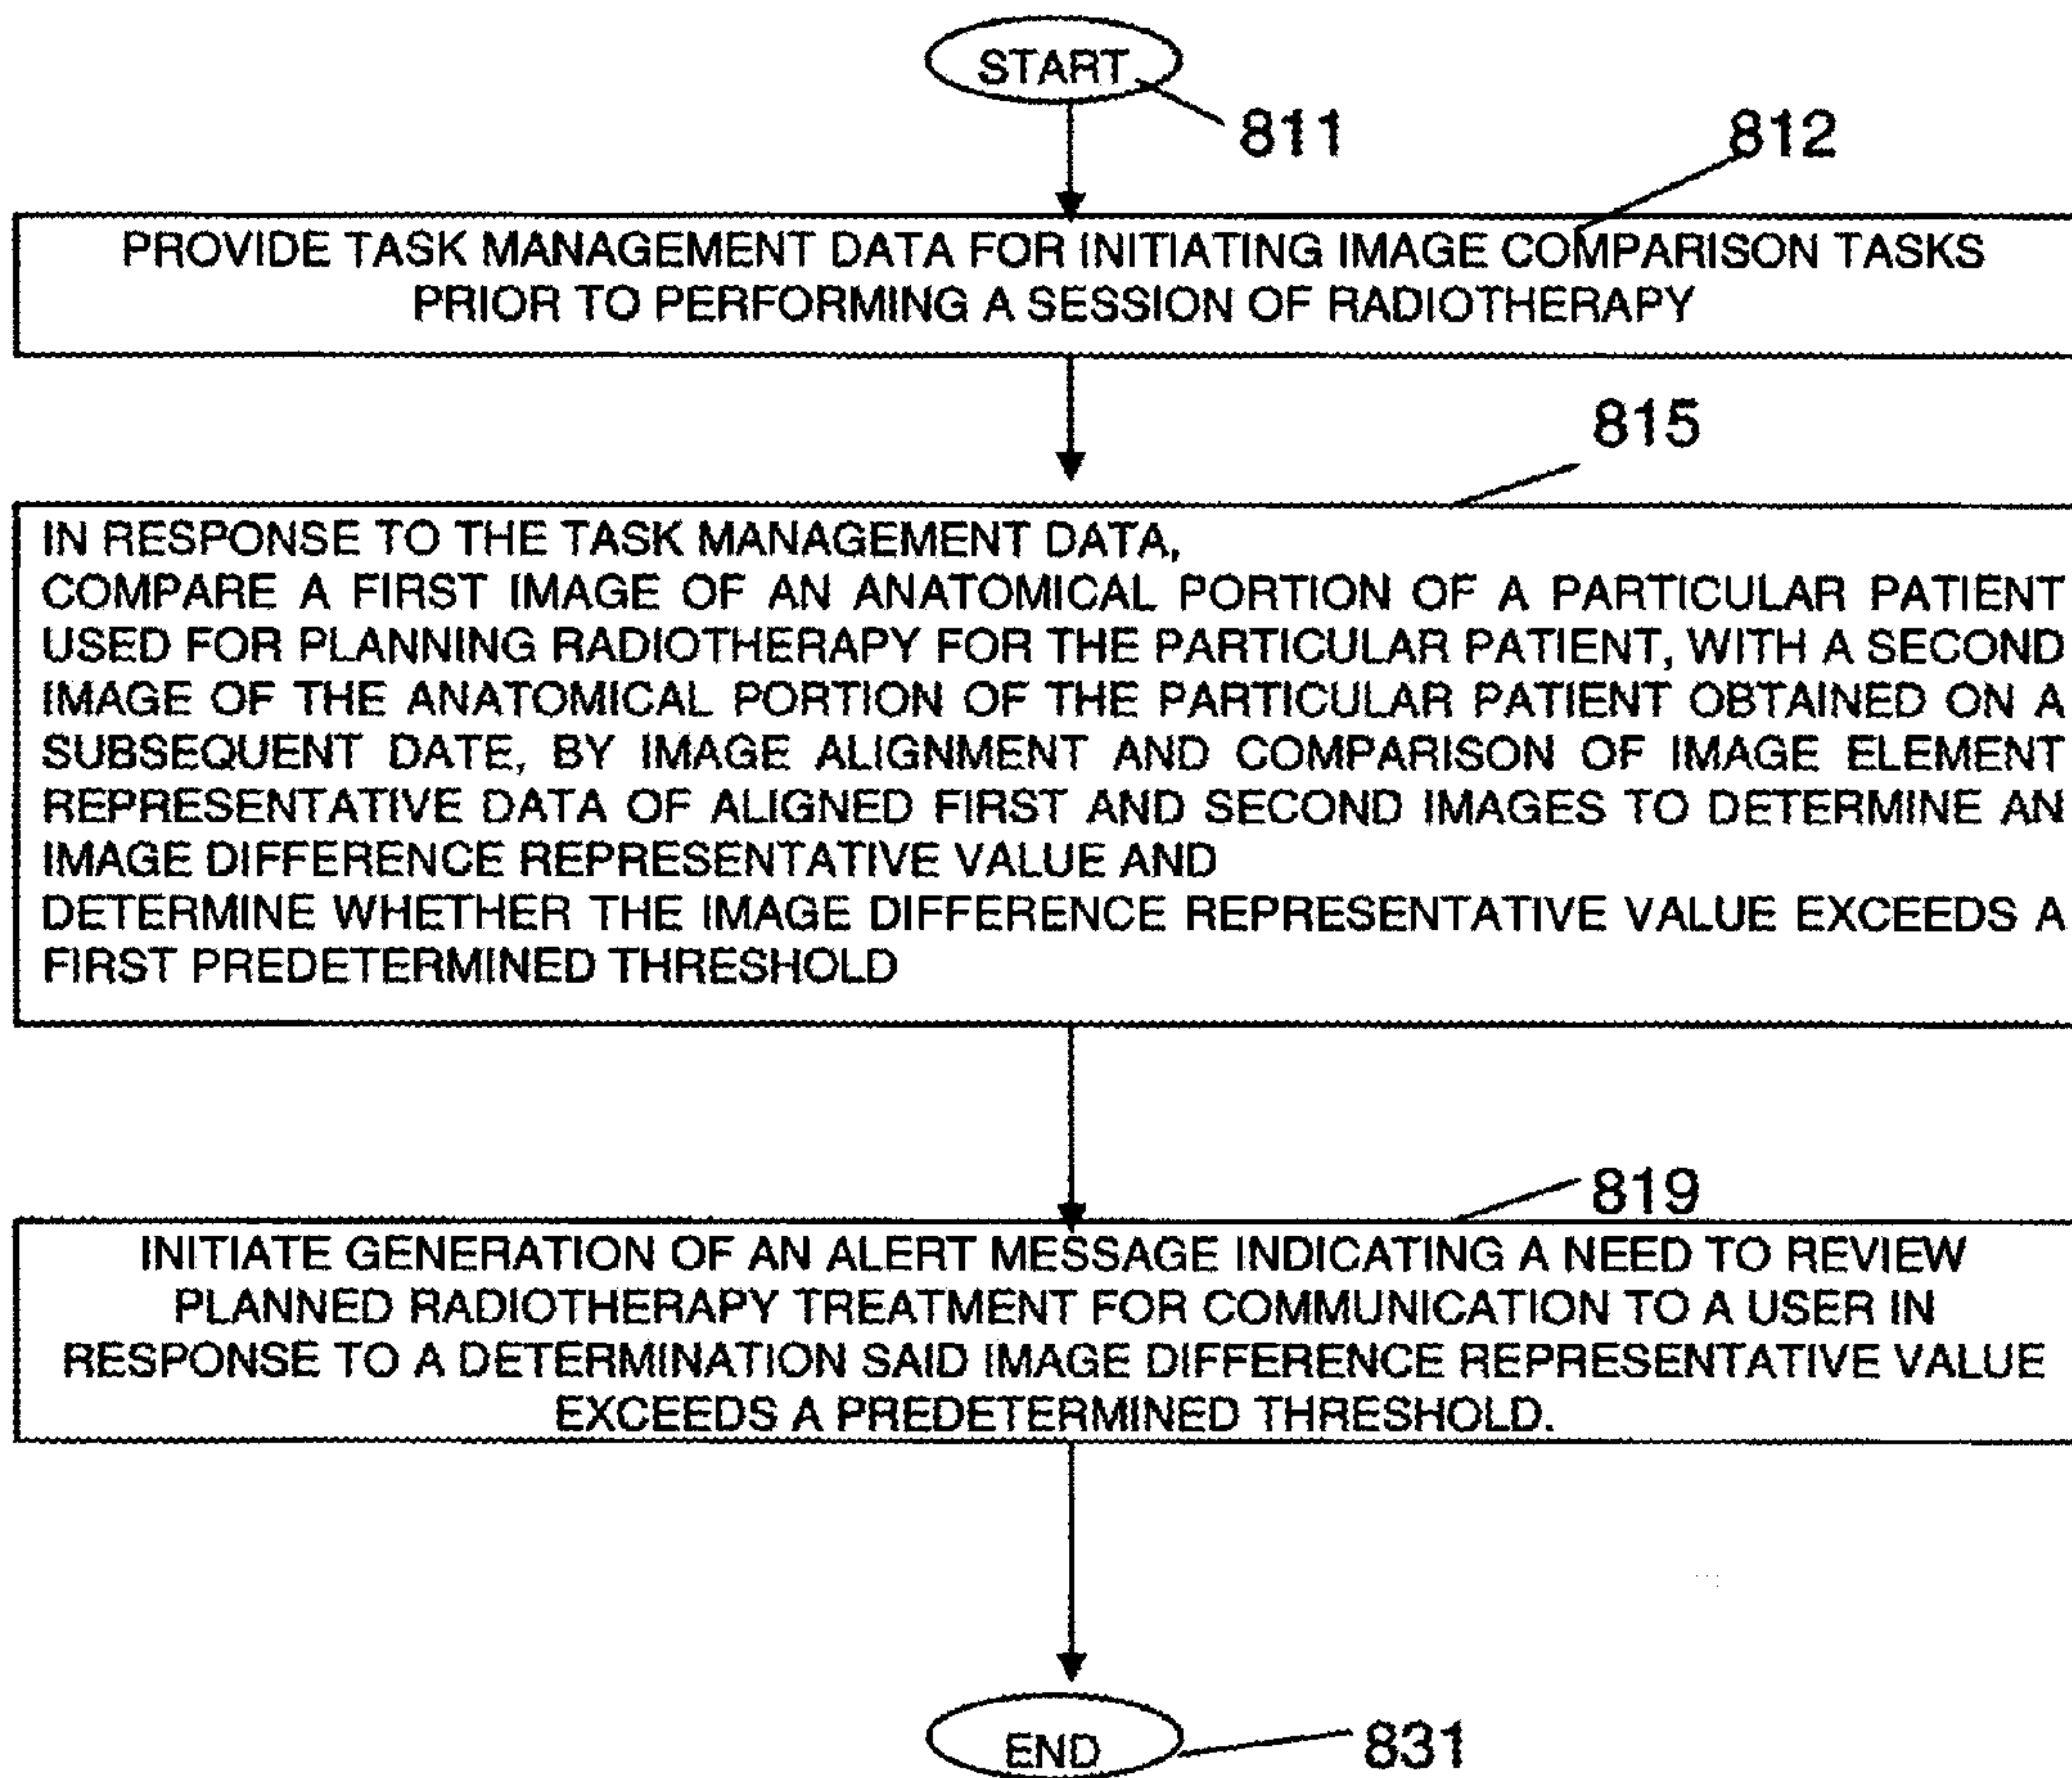 START
811
812
PROVIDE TASK MANAGEMENT DATA FOR INITIATING IMAGE COMPARISON TASKS
PRIOR TO PERFORMING A SESSION OF RADIOTHERAPY
815
IN RESPONSE TO THE TASK MANAGEMENT DATA,
COMPARE A FIRST IMAGE OF AN ANATOMICAL PORTION OF A PARTICULAR PATIENT
USED FOR PLANNING RADIOTHERAPY FOR THE PARTICULAR PATIENT, WITH A SECOND
IMAGE OF THE ANATOMICAL PORTION OF THE PARTICULAR PATIENT OBTAINED ON A
SUBSEQUENT DATE, BY IMAGE ALIGNMENT AND COMPARISON OF IMAGE ELEMENT
REPRESENTATIVE DATA OF ALIGNED FIRST AND SECOND IMAGES TO DETERMINE AN
IMAGE DIFFERENCE REPRESENTATIVE VALUE AND
DETERMINE WHETHER THE IMAGE DIFFERENCE REPRESENTATIVE VALUE EXCEEDS A
FIRST PREDETERMINED THRESHOLD
819
INITIATE GENERATION OF AN ALERT MESSAGE INDICATING A NEED TO REVIEW
PLANNED RADIOTHERAPY TREATMENT FOR COMMUNICATION TO A USER IN
RESPONSE TO A DETERMINATION SAID IMAGE DIFFERENCE REPRESENTATIVE VALUE
EXCEEDS A PREDETERMINED THRESHOLD.
END
831